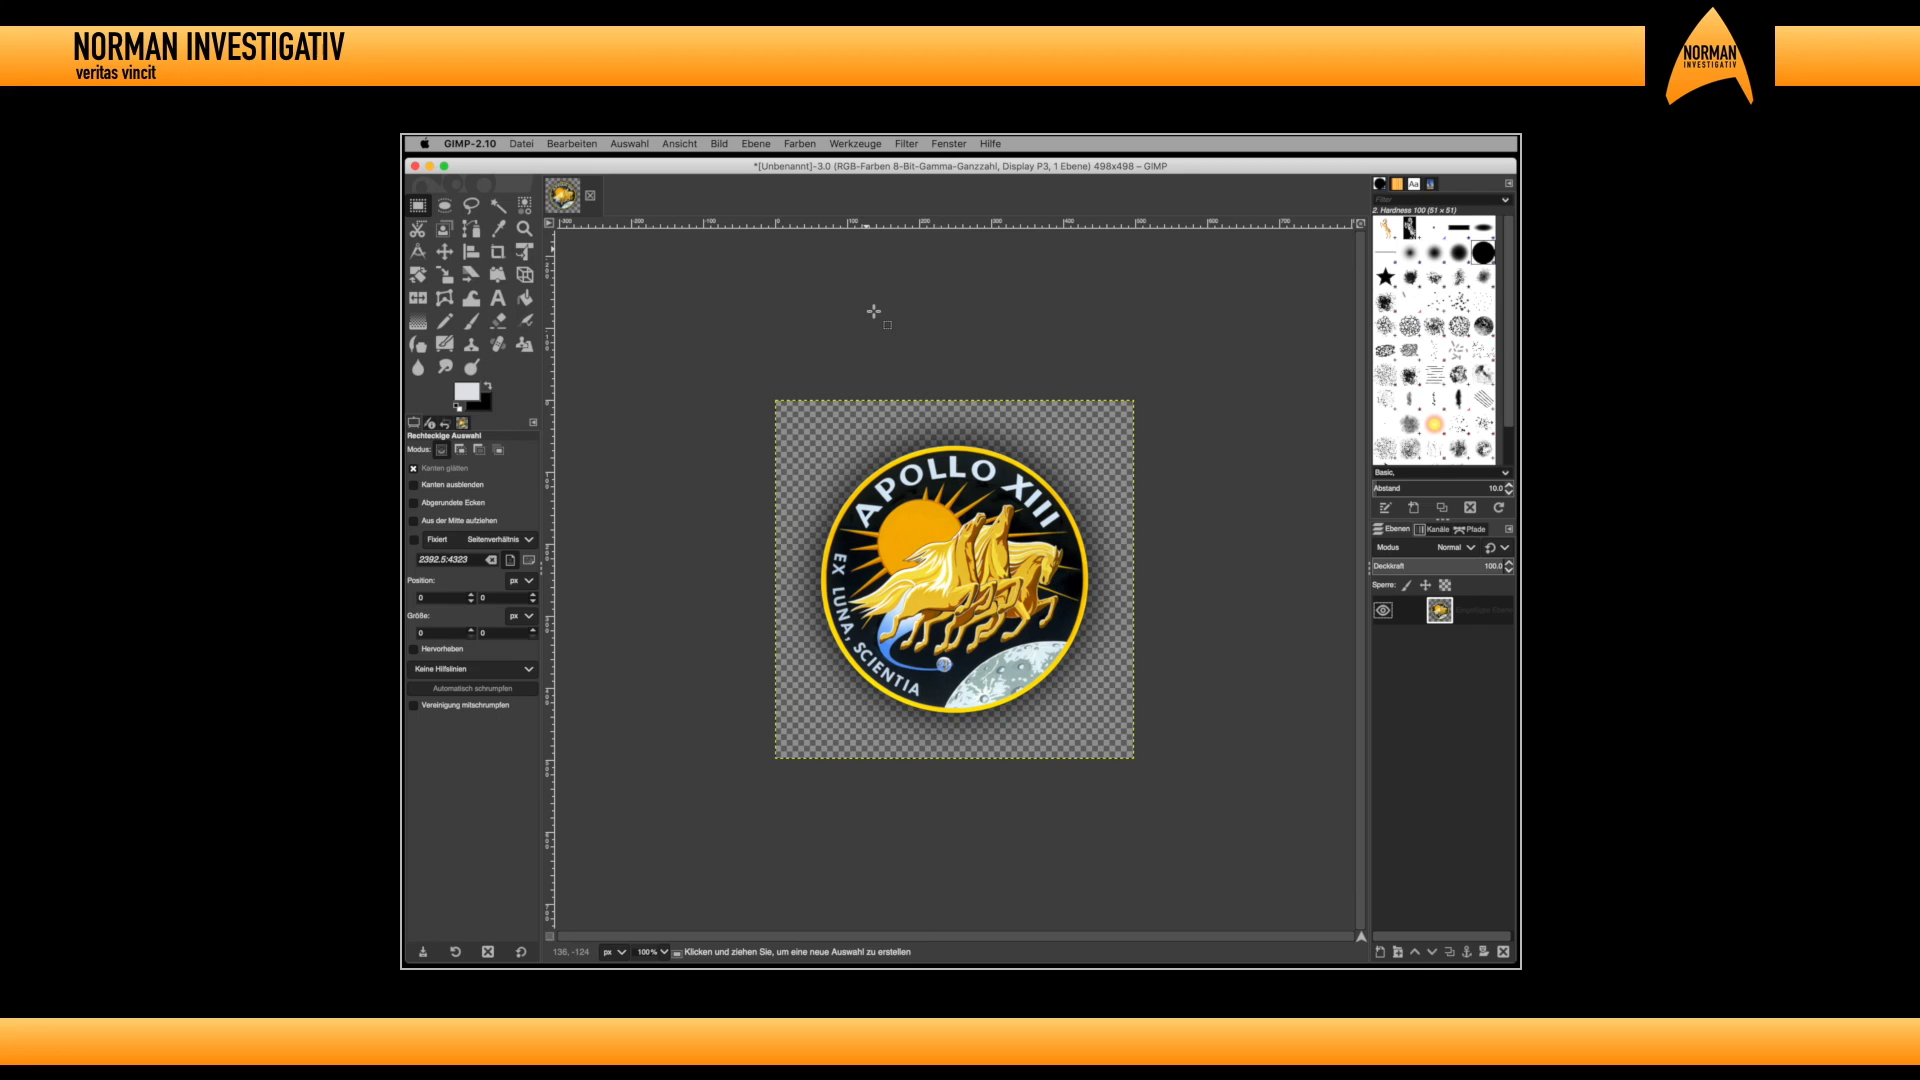 NORMAN INVESTIGATIV
veritas vincit
NORMAN
INVESTIGATIV
GIMP-2.10 Datei Bearbeiten Auswahl Ansicht Bild Ebene Farben Werkzeuge Filter Fenster Hilfe
*[Unbenannt]-3.0 (RGB-Farben 8-Bit-Gamma-Ganzzahl, Display P3, 1 Ebene) 498x498 – GIMP
Filter
2. Hardness 100 (51 × 51)
Rechteckige Auswahl
Modus:
Kanten glätten
Kanten ausblenden
Abgerundete Ecken
Aus der Mitte aufziehen
Fixiert Seitenverhältnis
2392.5:4323
Position: px
0 0
Größe: px
0 0
Hervorheben
Keine Hilfslinien
Automatisch schrumpfen
Vereinigung mitschrumpfen
APOLLO XIII
EX LUNA, SCIENTIA
Basic,
Abstand 10.0
Ebenen Kanäle Pfade
Modus Normal
Deckkraft 100.0
Sperre:
136, -124 px 100% Klicken und ziehen Sie, um eine neue Auswahl zu erstellen